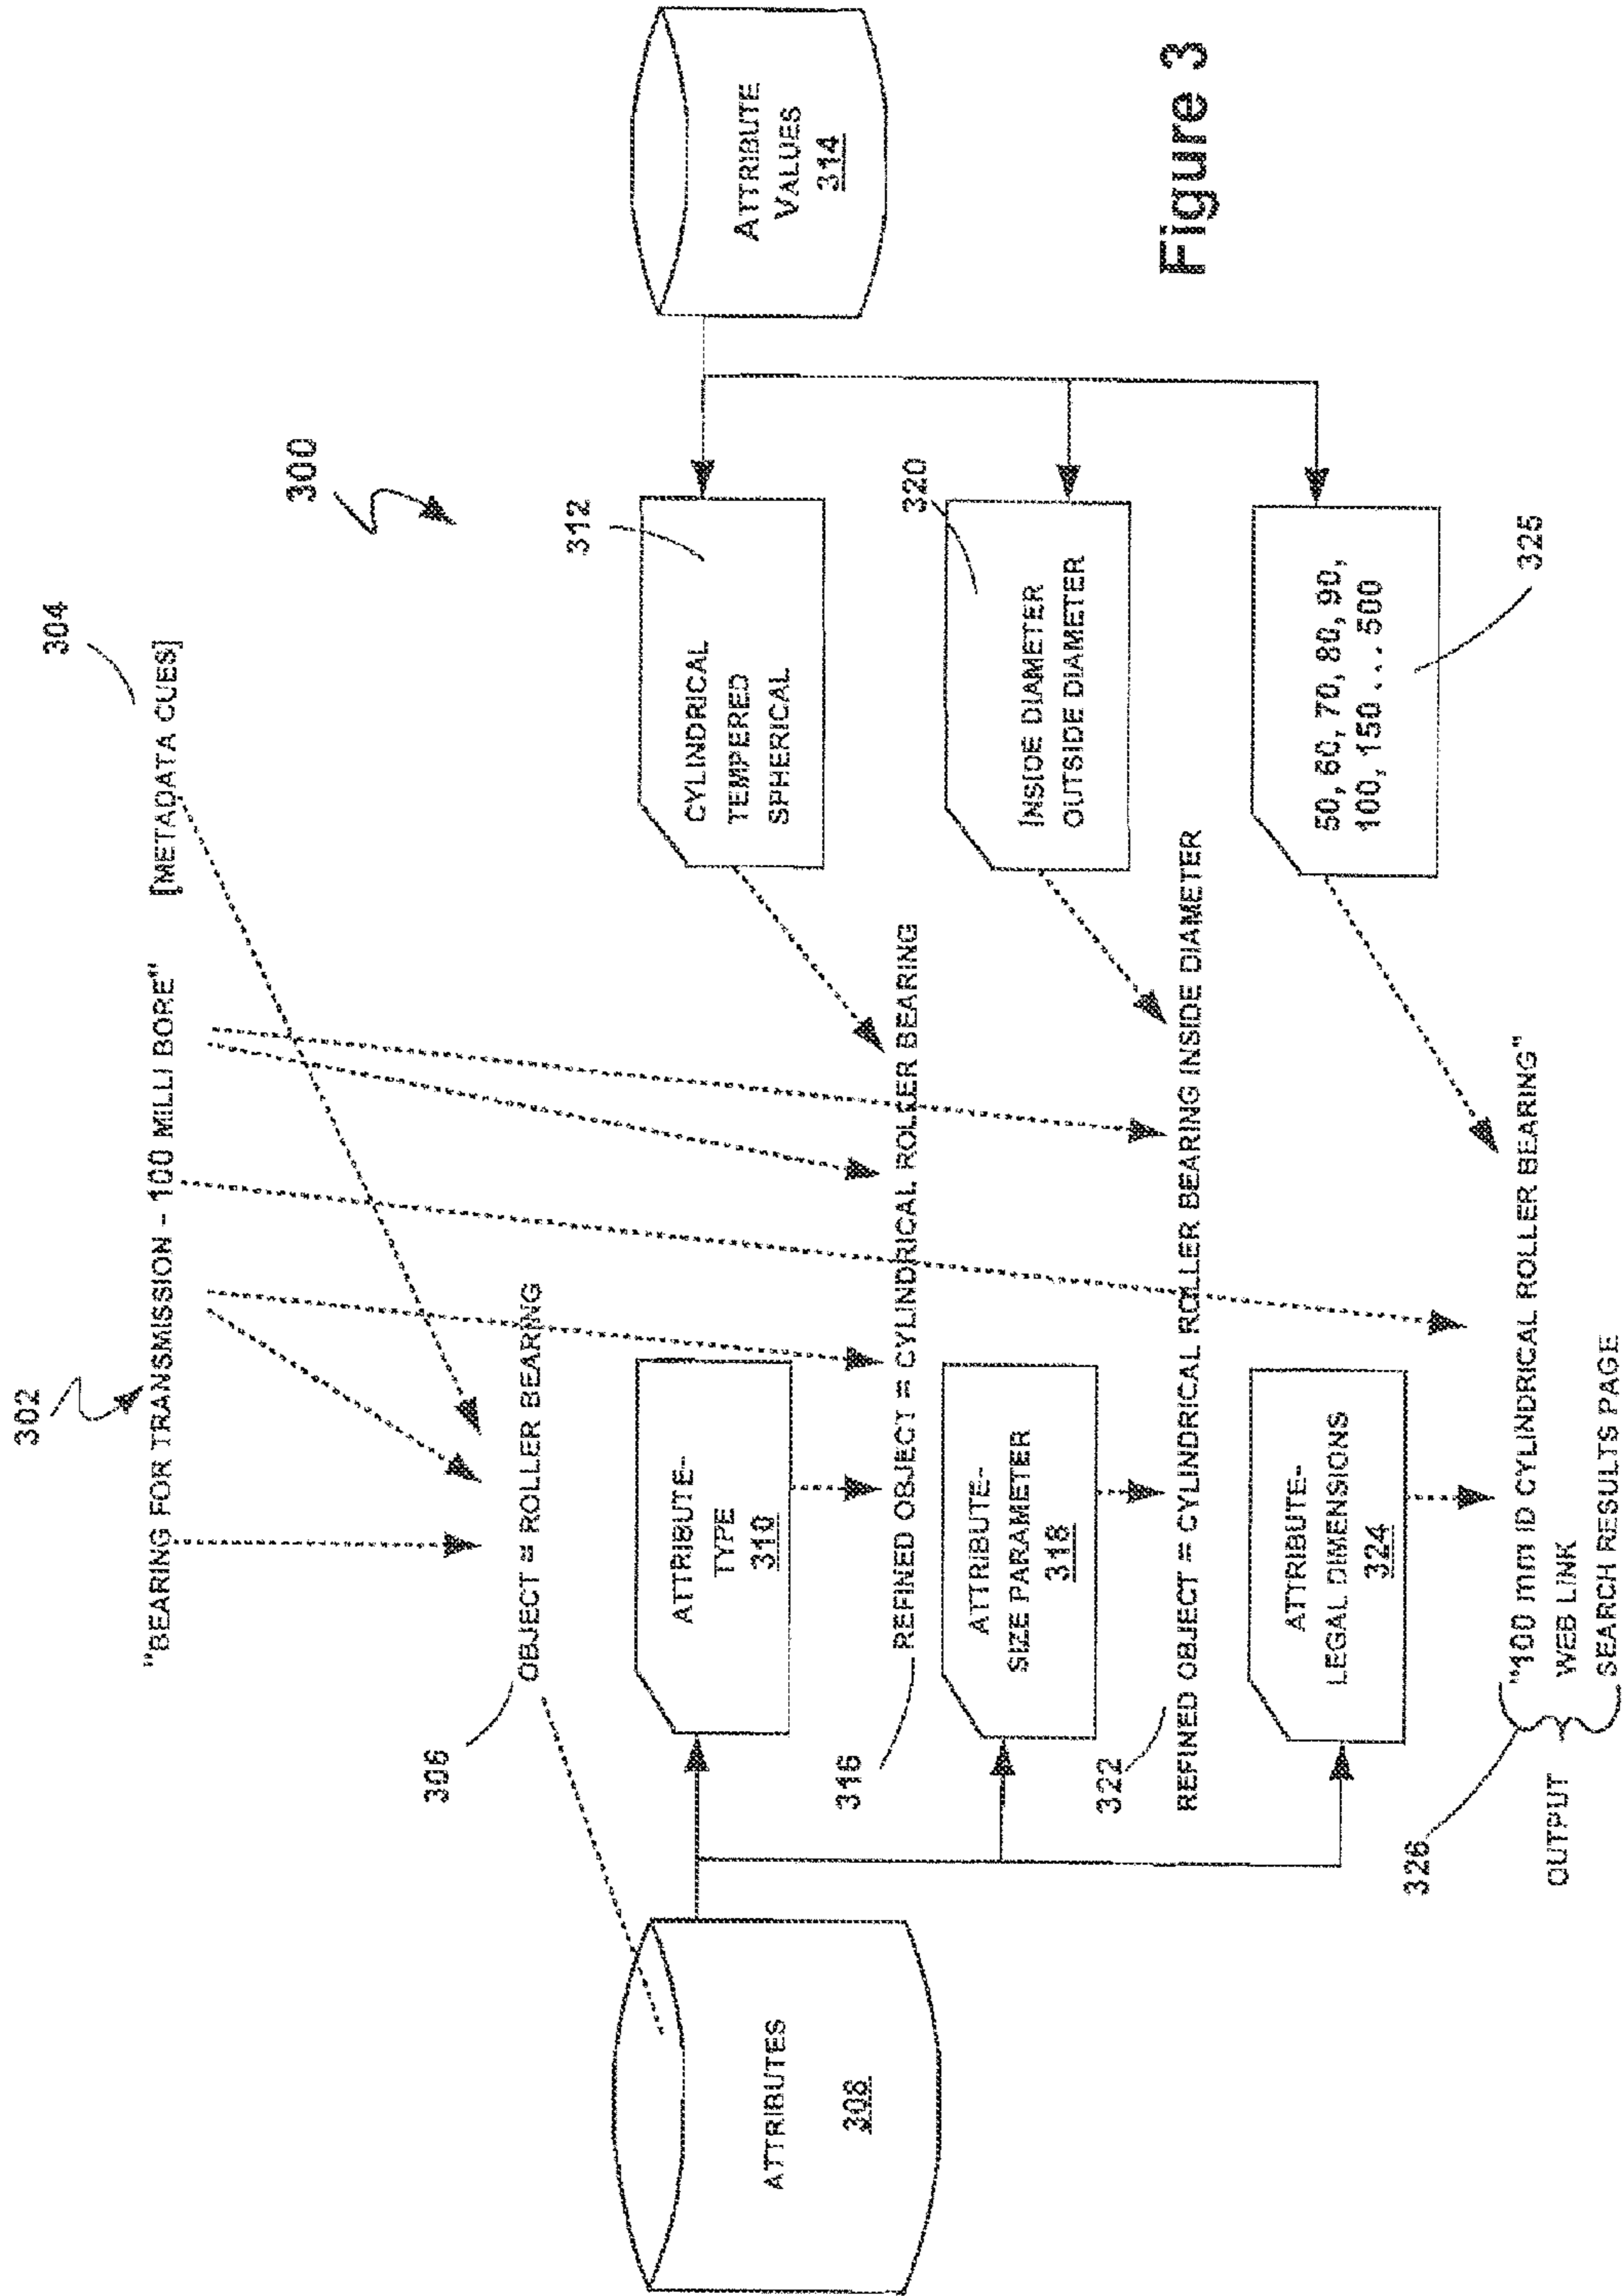 302
304
"BEARING FOR TRANSMISSION - 100 MILLI BORE" [METADATA CUES]
300
306
OBJECT = ROLLER BEARING
312
ATTRIBUTES
308
ATTRIBUTE-
TYPE
310
CYLINDRICAL
TEMPERED
SPHERICAL
ATTRIBUTE
VALUES
314
316
REFINED OBJECT = CYLINDRICAL ROLLER BEARING
320
ATTRIBUTE-
SIZE PARAMETER
318
INSIDE DIAMETER
OUTSIDE DIAMETER
322
REFINED OBJECT = CYLINDRICAL ROLLER BEARING INSIDE DIAMETER
ATTRIBUTE-
LEGAL DIMENSIONS
324
50, 60, 70, 80, 90,
100, 150 . . . 500
325
326
OUTPUT
"100 mm ID CYLINDRICAL ROLLER BEARING"
WEB LINK
SEARCH RESULTS PAGE
Figure 3